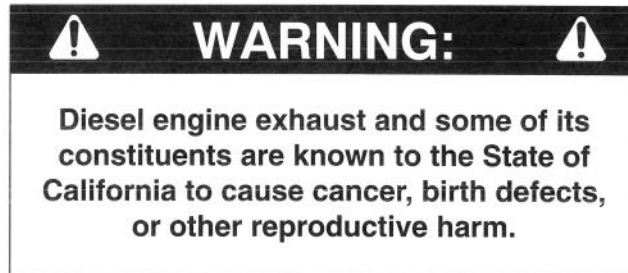 WARNING:
Diesel engine exhaust and some of its
constituents are known to the State of
California to cause cancer, birth defects,
or other reproductive harm.